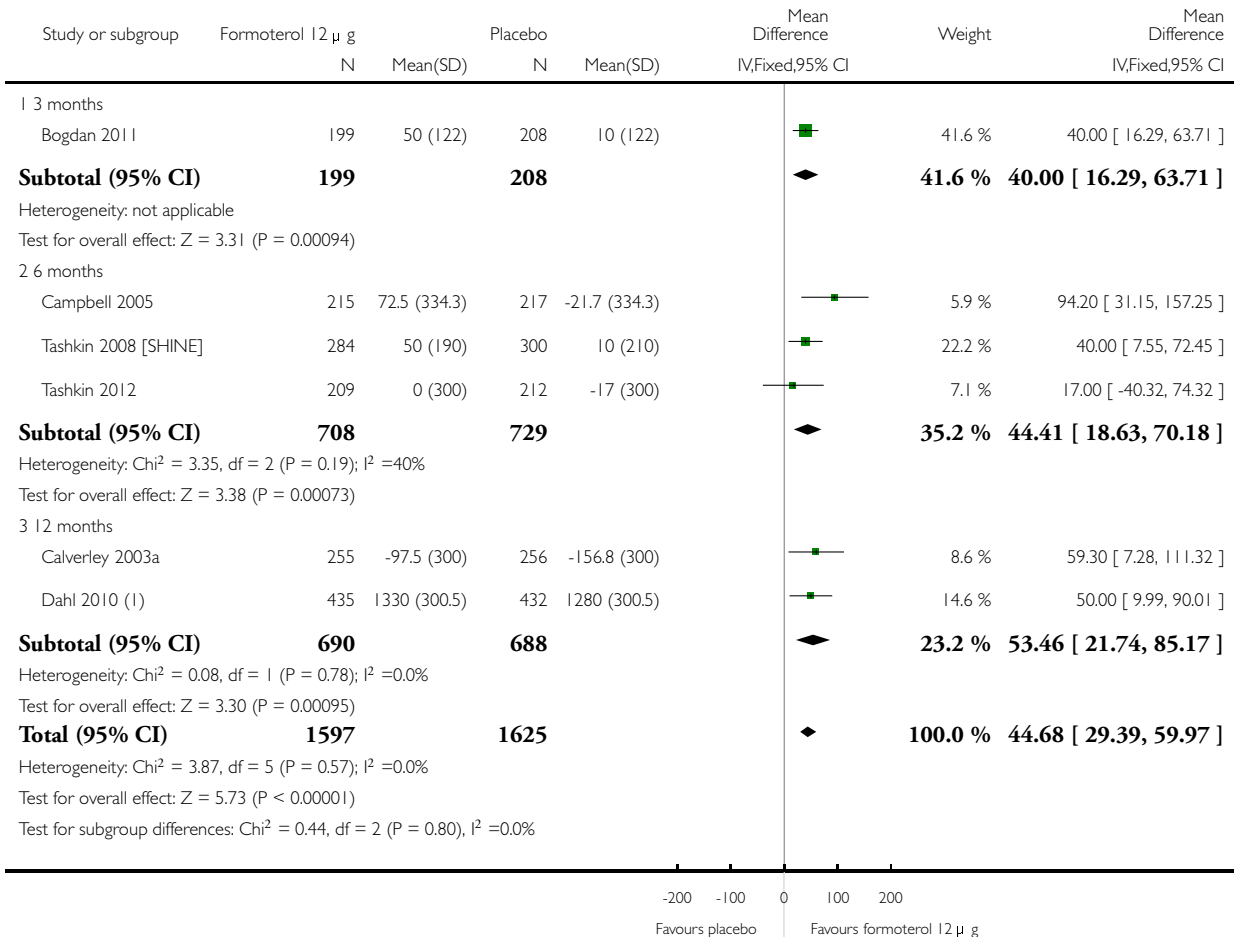 Study or subgroup Formoterol 12 μ g Placebo Mean Difference Weight Mean Difference
N Mean(SD) N Mean(SD) IV,Fixed,95% CI IV,Fixed,95% CI
1 3 months
Bogdan 2011 199 50 (122) 208 10 (122) 41.6 % 40.00 [ 16.29, 63.71 ]
Subtotal (95% CI) 199 208 41.6 % 40.00 [ 16.29, 63.71 ]
Heterogeneity: not applicable
Test for overall effect: Z = 3.31 (P = 0.00094)
2 6 months
Campbell 2005 215 72.5 (334.3) 217 -21.7 (334.3) 5.9 % 94.20 [ 31.15, 157.25 ]
Tashkin 2008 [SHINE] 284 50 (190) 300 10 (210) 22.2 % 40.00 [ 7.55, 72.45 ]
Tashkin 2012 209 0 (300) 212 -17 (300) 7.1 % 17.00 [ -40.32, 74.32 ]
Subtotal (95% CI) 708 729 35.2 % 44.41 [ 18.63, 70.18 ]
Heterogeneity: Chi² = 3.35, df = 2 (P = 0.19); I² =40%
Test for overall effect: Z = 3.38 (P = 0.00073)
3 12 months
Calverley 2003a 255 -97.5 (300) 256 -156.8 (300) 8.6 % 59.30 [ 7.28, 111.32 ]
Dahl 2010 (1) 435 1330 (300.5) 432 1280 (300.5) 14.6 % 50.00 [ 9.99, 90.01 ]
Subtotal (95% CI) 690 688 23.2 % 53.46 [ 21.74, 85.17 ]
Heterogeneity: Chi² = 0.08, df = 1 (P = 0.78); I² =0.0%
Test for overall effect: Z = 3.30 (P = 0.00095)
Total (95% CI) 1597 1625 100.0 % 44.68 [ 29.39, 59.97 ]
Heterogeneity: Chi² = 3.87, df = 5 (P = 0.57); I² =0.0%
Test for overall effect: Z = 5.73 (P < 0.00001)
Test for subgroup differences: Chi² = 0.44, df = 2 (P = 0.80), I² =0.0%
-200 -100 0 100 200
Favours placebo Favours formoterol 12 μ g